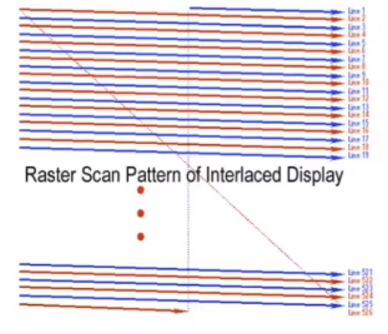 Line 1
Line 2
Line 3
Line 4
Line 5
Line 6
Line 7
Line 8
Line 9
Line 10
Line 11
Line 12
Line 13
Line 14
Line 15
Line 16
Line 17
Line 18
Line 19
Raster Scan Pattern of Interlaced Display
Line 521
Line 522
Line 523
Line 524
Line 525
Line 526